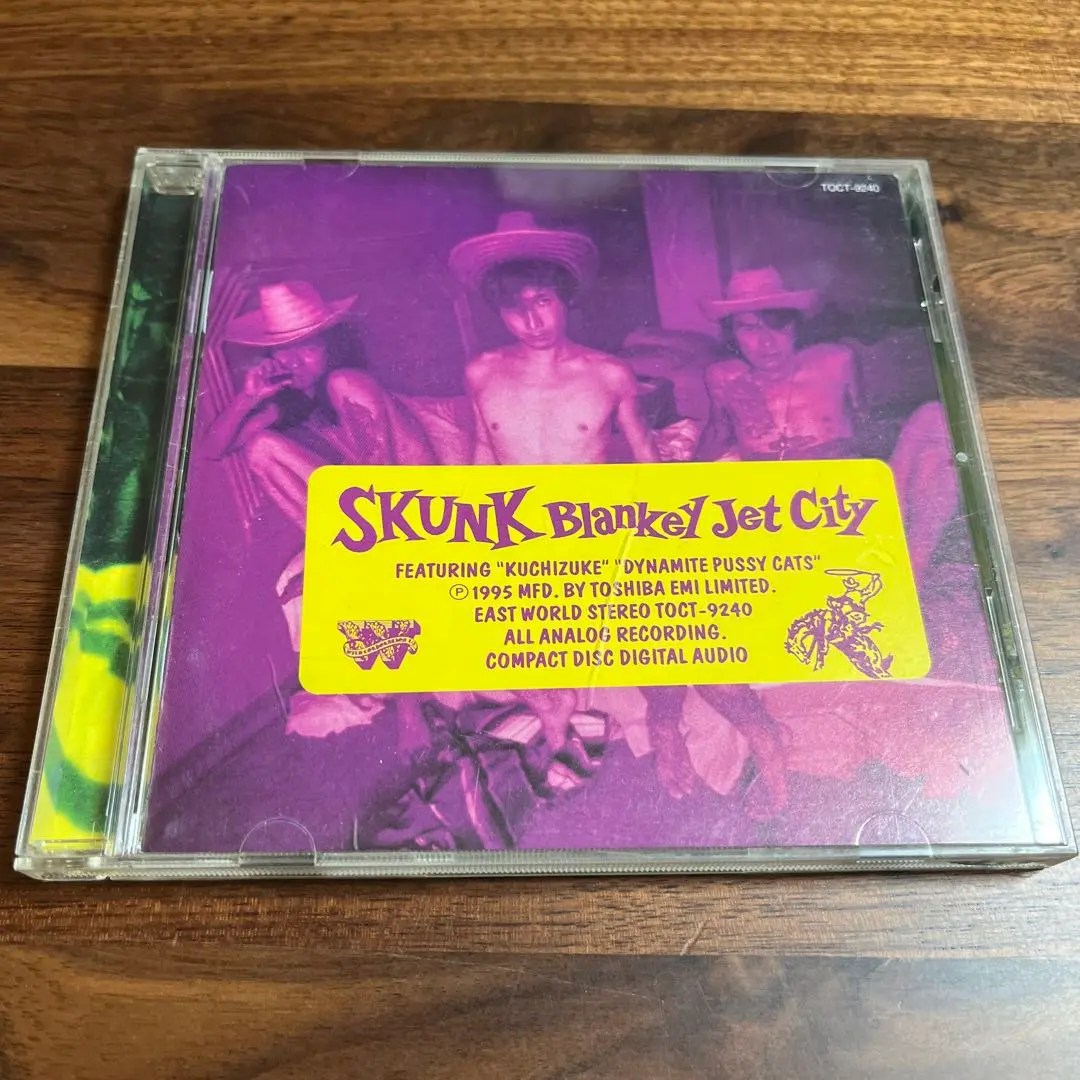 TOCT-9240
SKUNK Blankey Jet City
FEATURING "KUCHIZUKE" "DYNAMITE PUSSY CATS"
Ⓟ 1995 MFD. BY TOSHIBA EMI LIMITED.
EAST WORLD STEREO TOCT-9240
ALL ANALOG RECORDING.
COMPACT DISC DIGITAL AUDIO
W